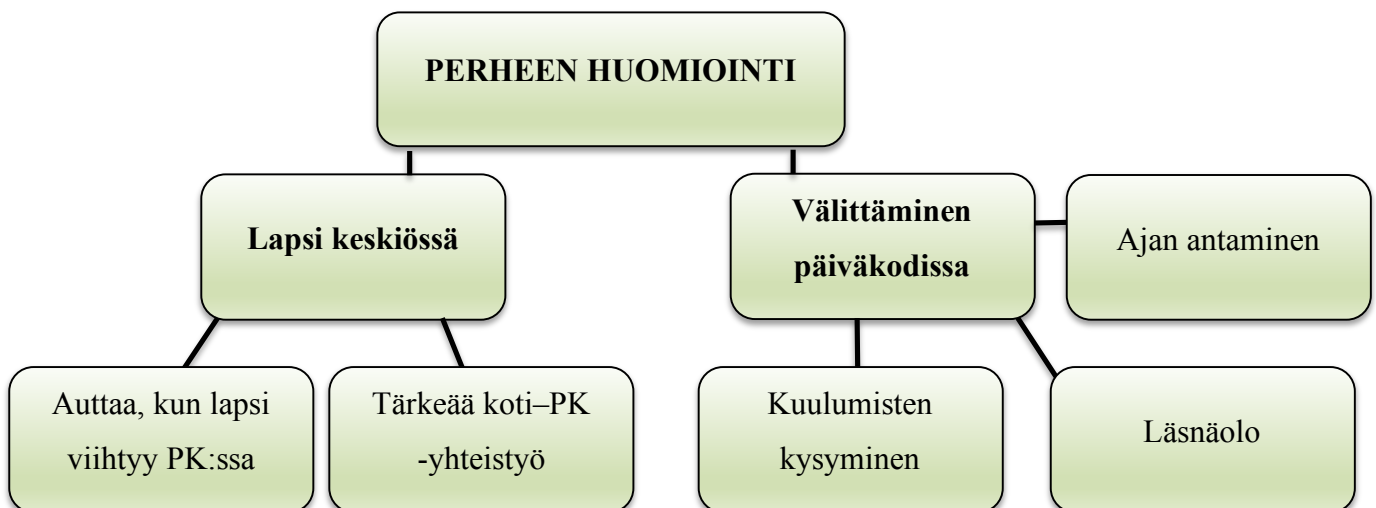 PERHEEN HUOMIOINTI
Lapsi keskiössä
Välittäminen
päiväkodissa
Ajan antaminen
Auttaa, kun lapsi
viihtyy PK:ssa
Tärkeää koti–PK
-yhteistyö
Kuulumisten
kysyminen
Läsnäolo